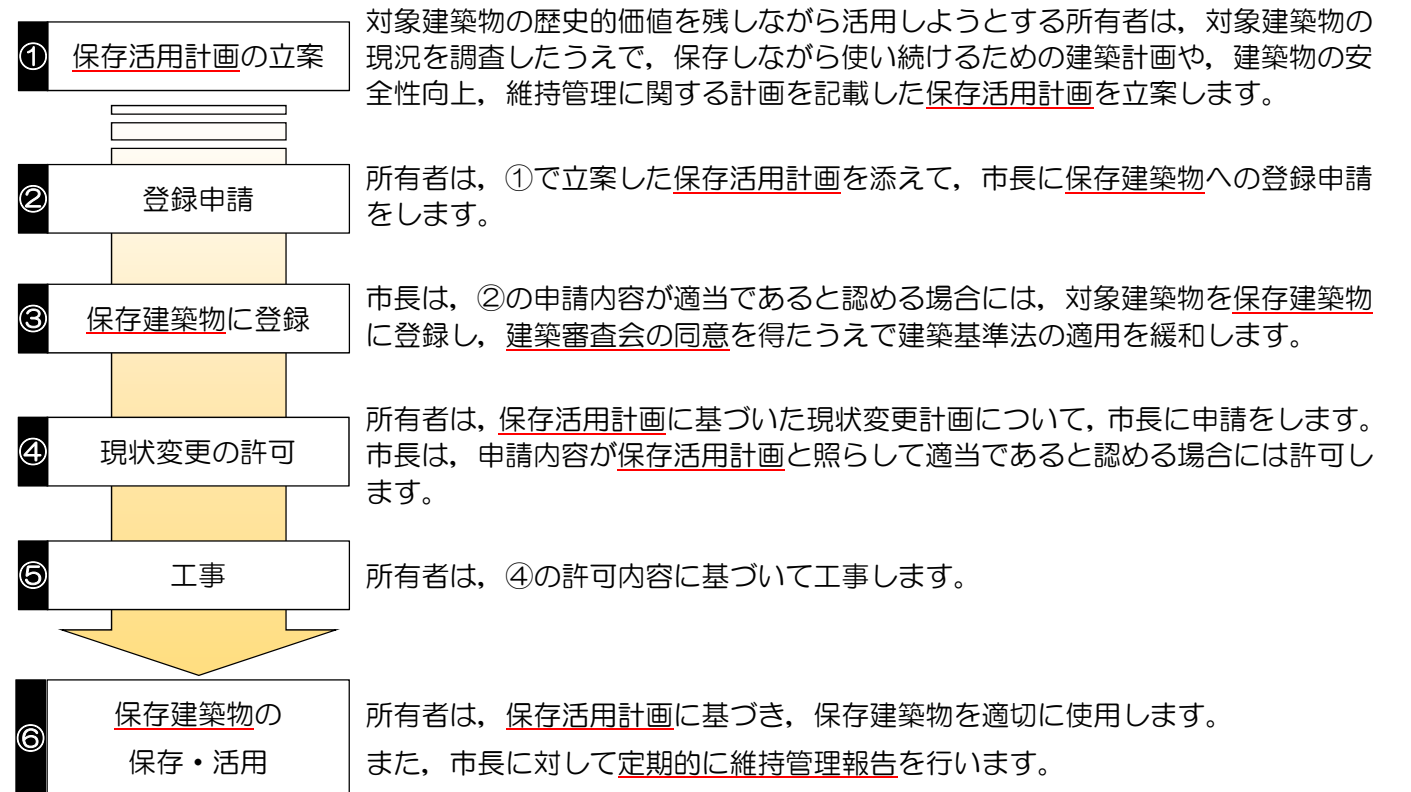 ① 保存活用計画の立案
対象建築物の歴史的価値を残しながら活用しようとする所有者は，対象建築物の
現況を調査したうえで，保存しながら使い続けるための建築計画や，建築物の安
全性向上，維持管理に関する計画を記載した保存活用計画を立案します。
② 登録申請
所有者は，①で立案した保存活用計画を添えて，市長に保存建築物への登録申請
をします。
③ 保存建築物に登録
市長は，②の申請内容が適当であると認める場合には，対象建築物を保存建築物
に登録し，建築審査会の同意を得たうえで建築基準法の適用を緩和します。
④ 現状変更の許可
所有者は，保存活用計画に基づいた現状変更計画について，市長に申請をします。
市長は，申請内容が保存活用計画と照らして適当であると認める場合には許可し
ます。
⑤ 工事
所有者は，④の許可内容に基づいて工事します。
⑥ 保存建築物の
保存・活用
所有者は，保存活用計画に基づき，保存建築物を適切に使用します。
また，市長に対して定期的に維持管理報告を行います。